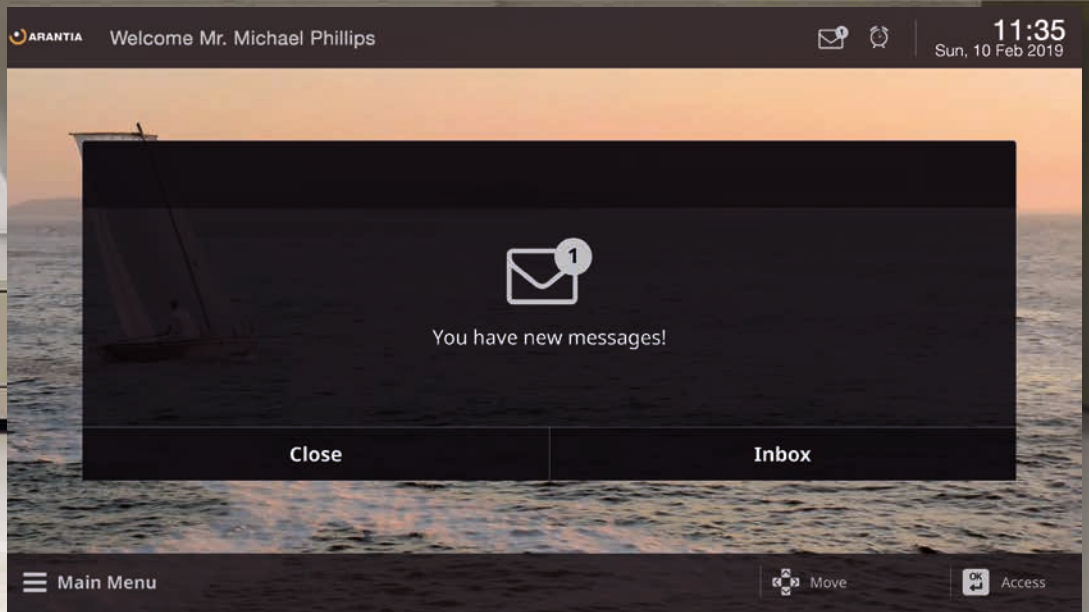 ARANTIA
Welcome Mr. Michael Phillips
1
11:35
Sun, 10 Feb 2019
1
You have new messages!
Close
Inbox
Main Menu
Move
OK
Access